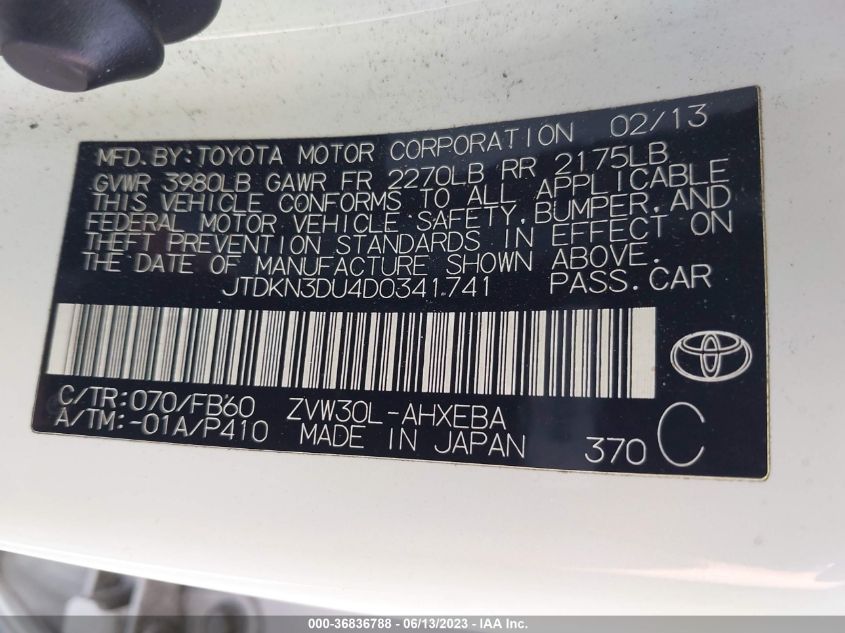 MFD. BY: TOYOTA MOTOR CORPORATION 02/13
GVWR 3980LB GAWR FR 2270LB RR 2175LB
THIS VEHICLE CONFORMS TO ALL APPLICABLE
FEDERAL MOTOR VEHICLE SAFETY, BUMPER, AND
THEFT PREVENTION STANDARDS IN EFFECT ON
THE DATE OF MANUFACTURE SHOWN ABOVE.
JTDKN3DU4D0341741 PASS. CAR
C/TR: 070/FB60 ZVW30L-AHXEBA
A/TM: -01A/P410 MADE IN JAPAN 370 C
000-36836788 - 06/13/2023 - IAA Inc.